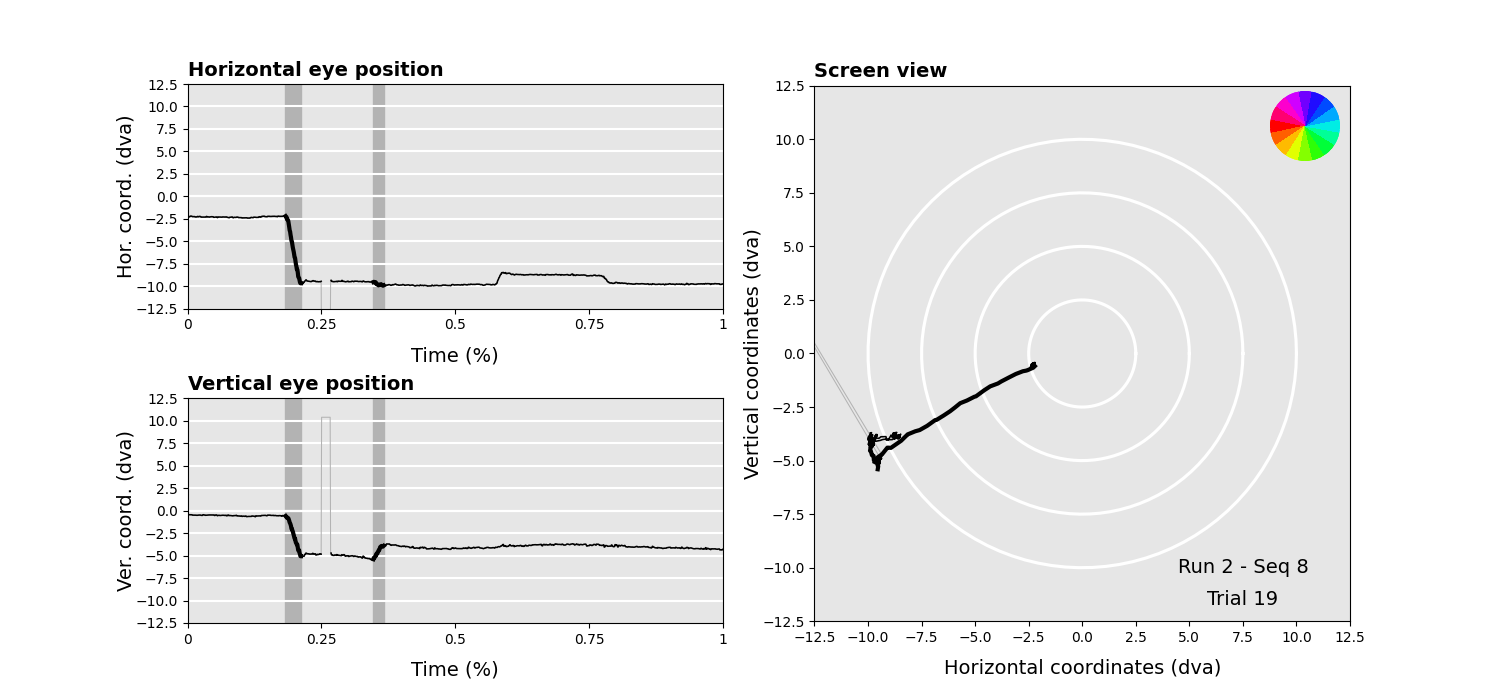 Horizontal eye position
Hor. coord. (dva)
12.5
10.0
7.5
5.0
2.5
0.0
−2.5
−5.0
−7.5
−10.0
−12.5
0 0.25 0.5 0.75 1
Time (%)
Vertical eye position
Ver. coord. (dva)
12.5
10.0
7.5
5.0
2.5
0.0
−2.5
−5.0
−7.5
−10.0
−12.5
0 0.25 0.5 0.75 1
Time (%)
Screen view
Vertical coordinates (dva)
12.5
10.0
7.5
5.0
2.5
0.0
−2.5
−5.0
−7.5
−10.0
−12.5
Run 2 - Seq 8
Trial 19
−12.5 −10.0 −7.5 −5.0 −2.5 0.0 2.5 5.0 7.5 10.0 12.5
Horizontal coordinates (dva)